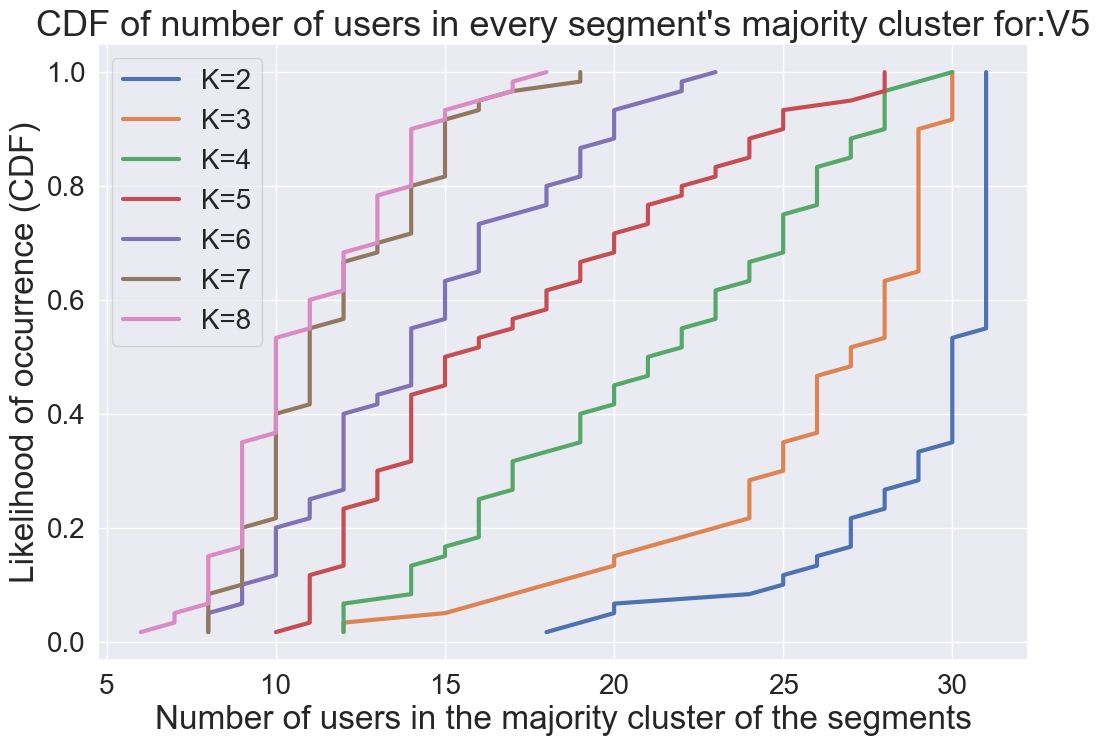 CDF of number of users in every segment's majority cluster for:V5
K=2
K=3
K=4
K=5
K=6
K=7
K=8
Likelihood of occurrence (CDF)
1.0
0.8
0.6
0.4
0.2
0.0
5 10 15 20 25 30
Number of users in the majority cluster of the segments